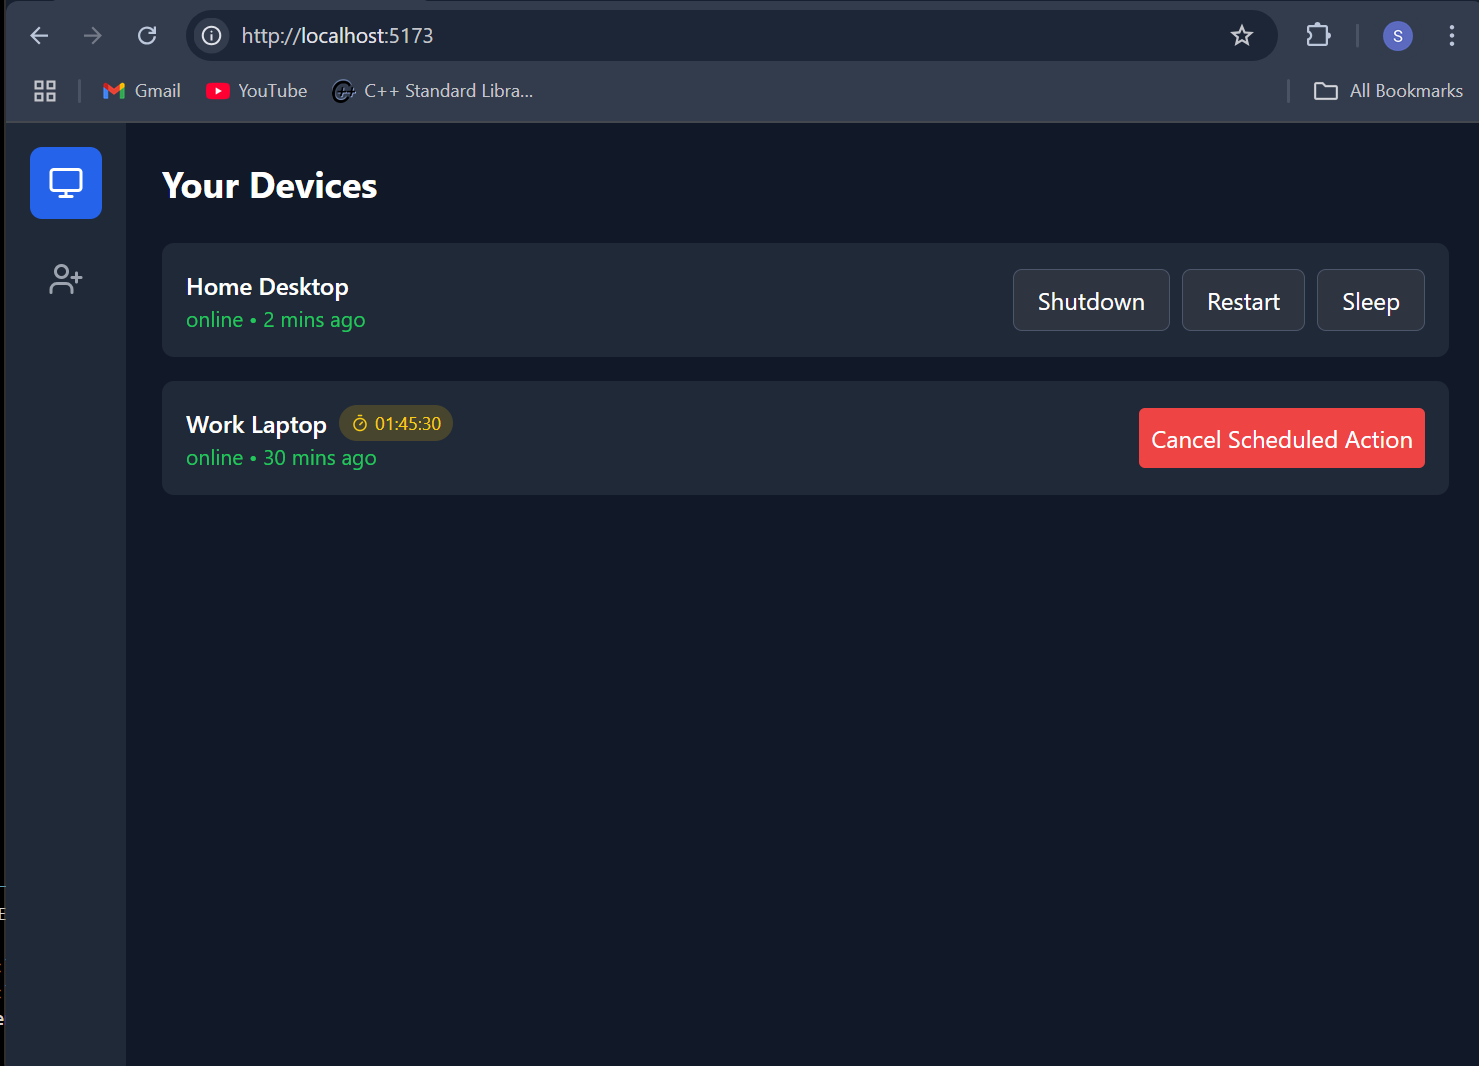 http://localhost:5173
S
Gmail
YouTube
C++ Standard Libra...
All Bookmarks
Your Devices
Home Desktop
online • 2 mins ago
Shutdown
Restart
Sleep
Work Laptop
01:45:30
online • 30 mins ago
Cancel Scheduled Action